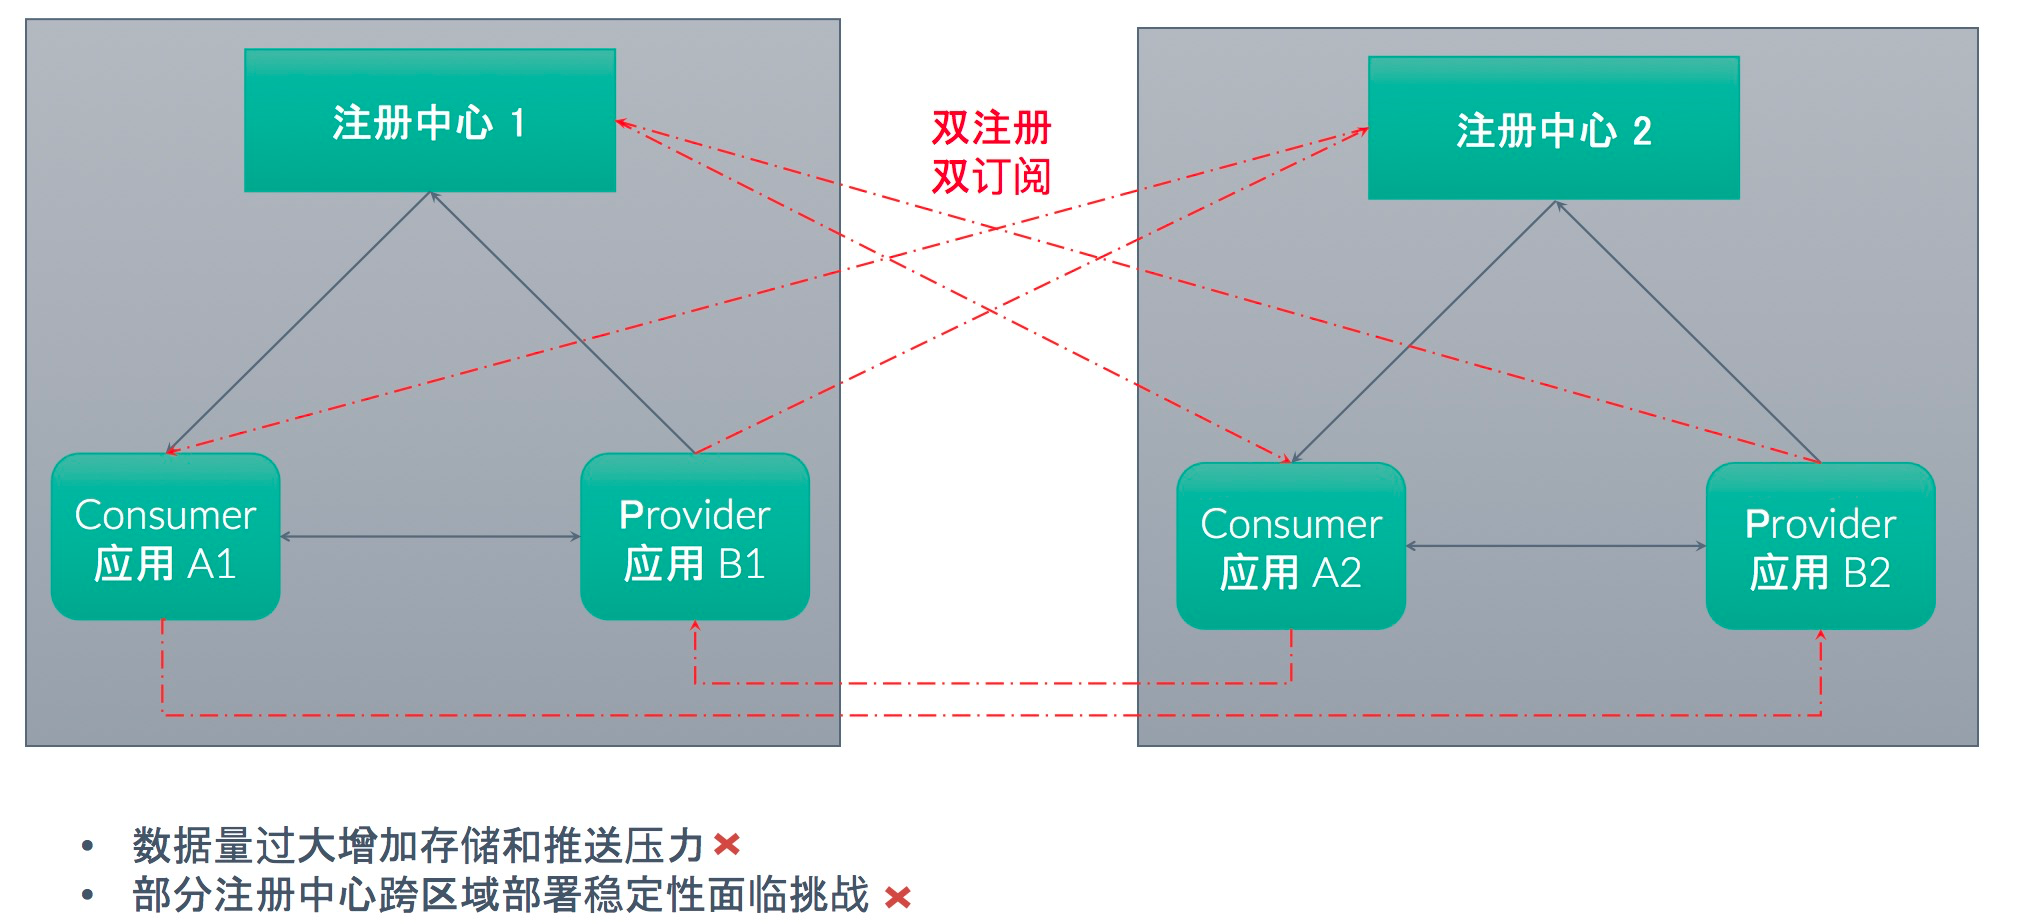 注册中心 1
双注册
双订阅
注册中心 2
Consumer
应用 A1
Provider
应用 B1
Consumer
应用 A2
Provider
应用 B2
• 数据量过大增加存储和推送压力 ✖
• 部分注册中心跨区域部署稳定性面临挑战 ✖